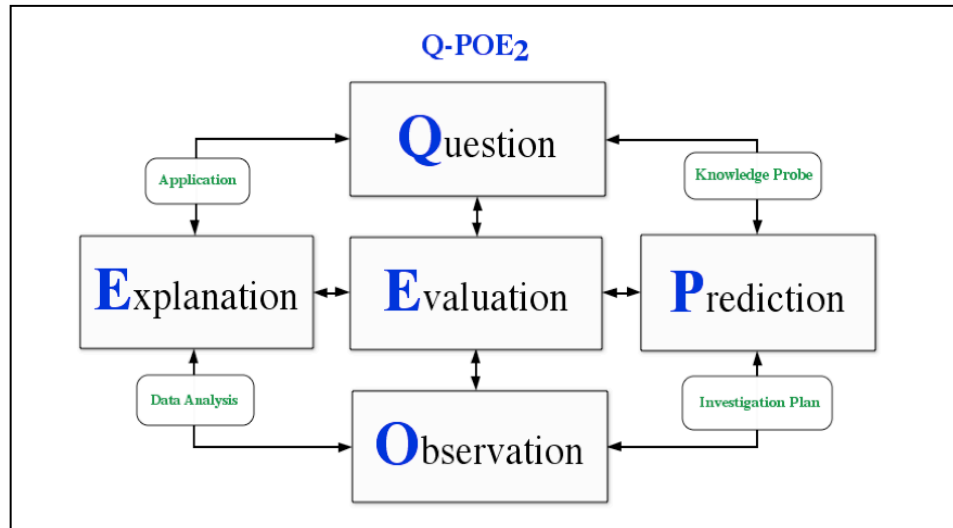 Q-POE2
Question
Application
Knowledge Probe
Explanation
Evaluation
Prediction
Data Analysis
Investigation Plan
Observation